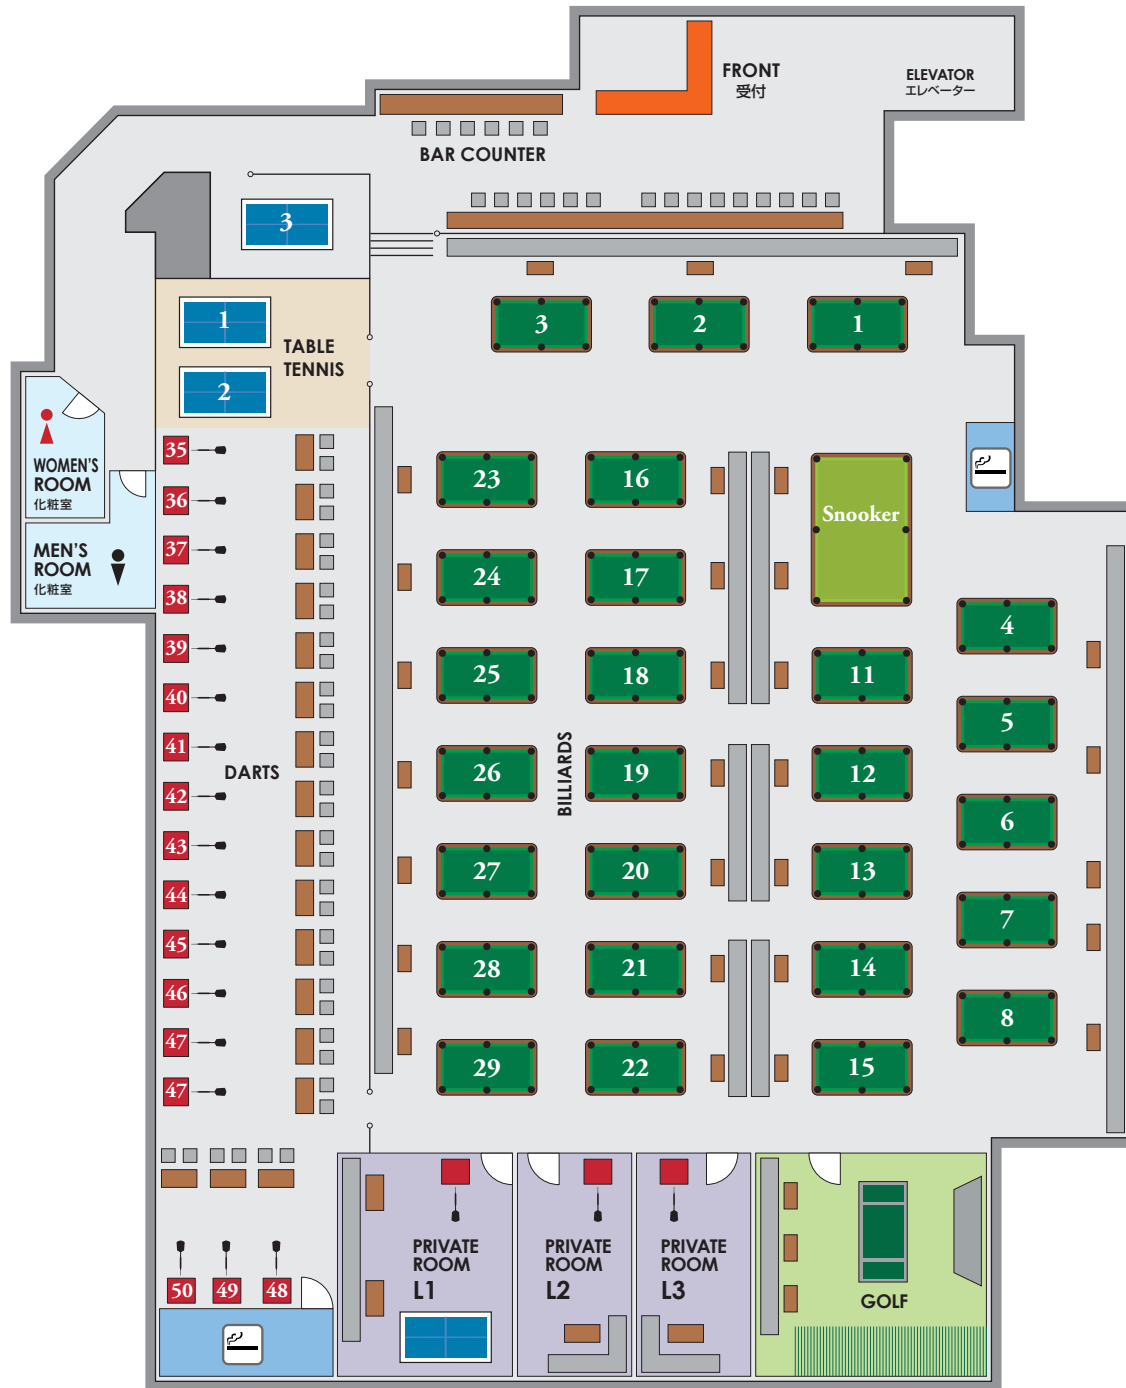 FRONT
受付
ELEVATOR
エレベーター
BAR COUNTER
3
1
TABLE
TENNIS
2
3
2
1
WOMEN'S
ROOM
化粧室
MEN'S
ROOM
化粧室
35
36
37
38
39
40
41
DARTS
42
43
44
45
46
47
47
50
49
48
23
16
Snooker
24
17
4
25
18
11
5
BILLIARDS
26
19
12
6
27
20
13
7
28
21
14
8
29
22
15
PRIVATE
ROOM
L1
PRIVATE
ROOM
L2
PRIVATE
ROOM
L3
GOLF